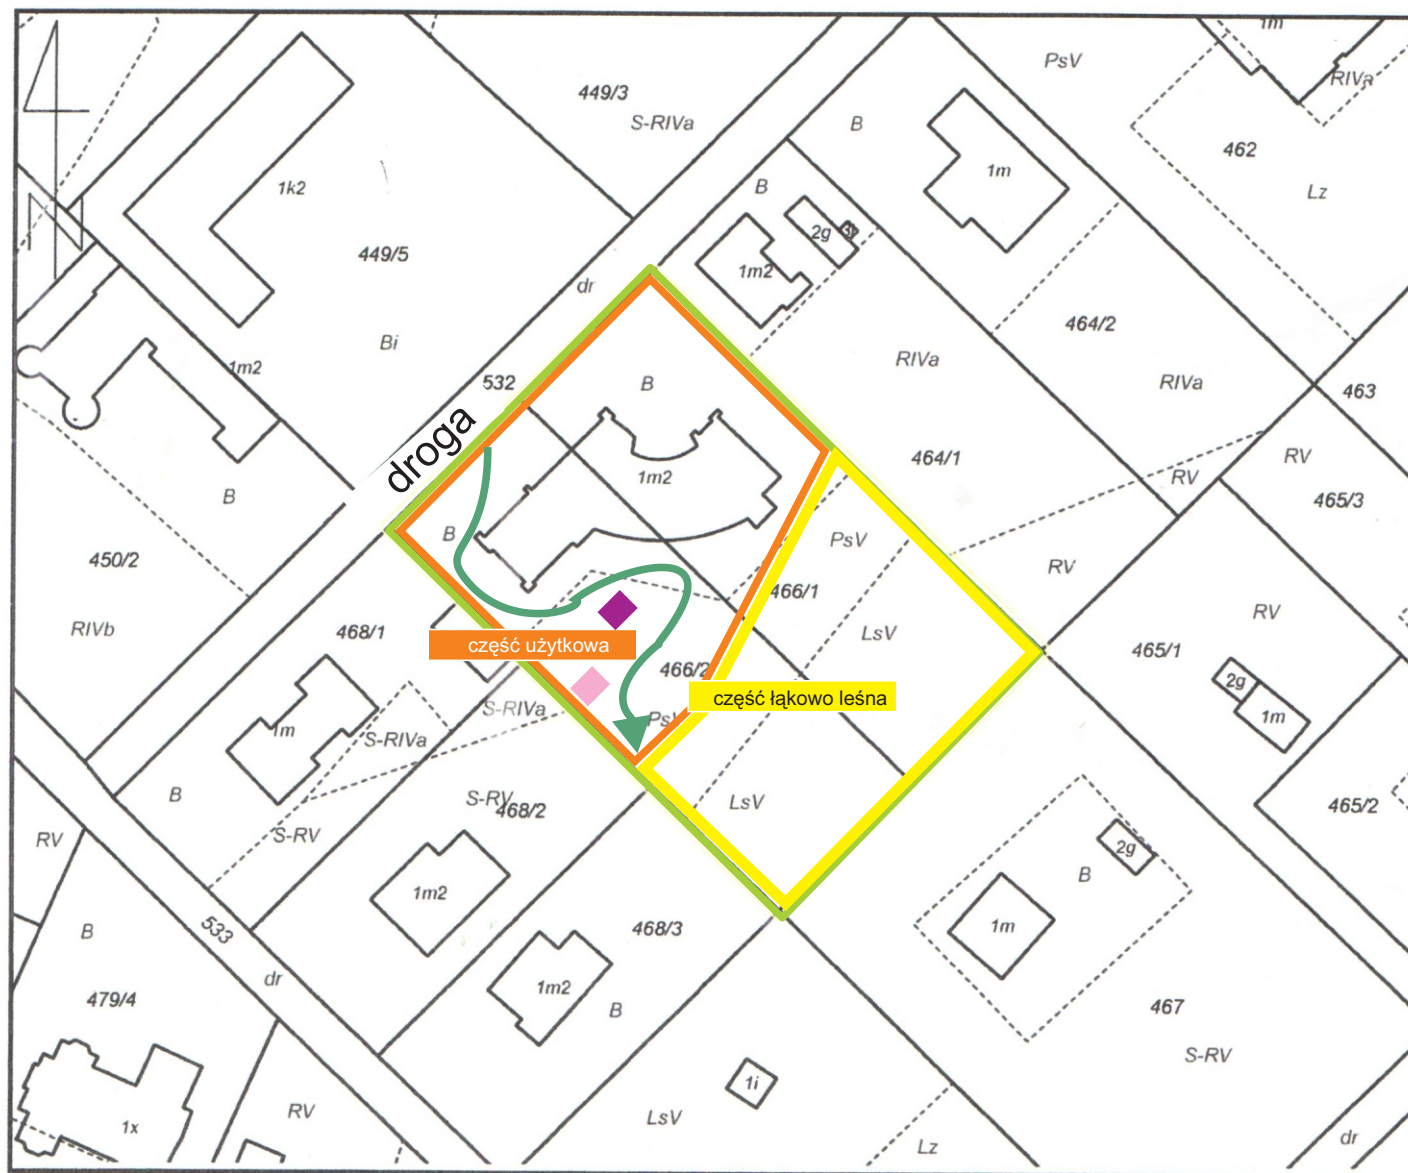 1m
PsV
RIVa
449/3
S-RIVa
B
462
1k2
1m
Lz
B
2g
449/5
1m2
dr
464/2
Bi
1m2
532
B
RIVa
RIVa
463
droga
464/1
RV
RV
1m2
465/3
B
B
PsV
450/2
RV
466/1
RV
RIVb
468/1
LsV
465/1
część użytkowa
466/2
2g
część łąkowo leśna
S-RIVa
PsV
1m
1m
S-RIVa
B
S-RV
468/2
LsV
465/2
RV
S-RV
2g
B
1m2
B
533
468/3
1m
dr
1m2
479/4
B
467
S-RV
1i
RV
LsV
1x
Lz
dr